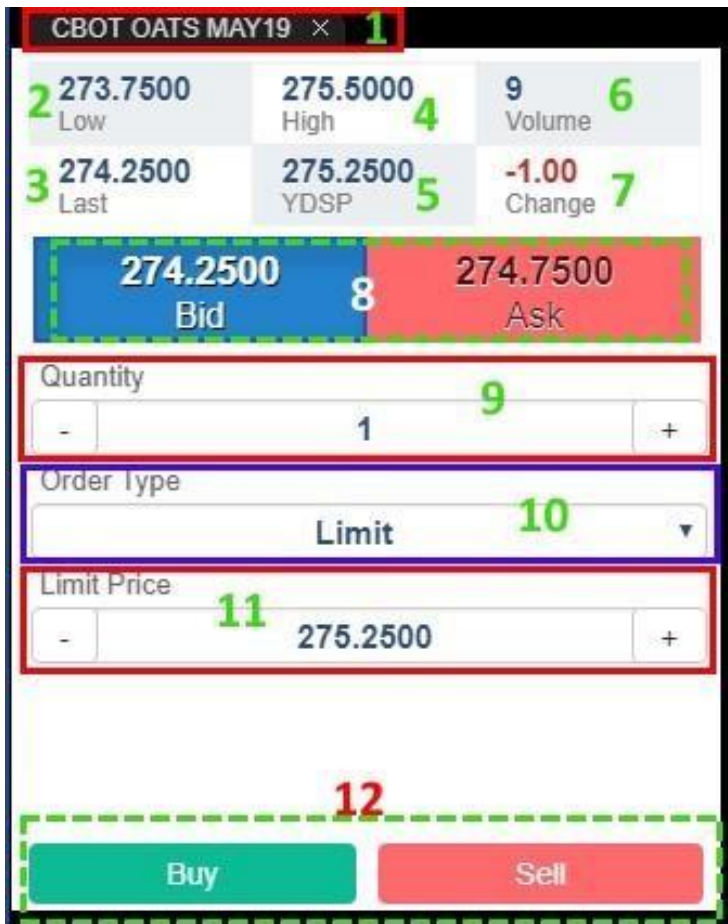 CBOT OATS MAY19 × 1
2 273.7500 275.5000 4 9 6
Low High Volume
3 274.2500 275.2500 5 -1.00 7
Last YDSP Change
274.2500 8 274.7500
Bid Ask
Quantity 9
- 1 +
Order Type
Limit 10 ▼
Limit Price
11
- 275.2500 +
12
Buy Sell